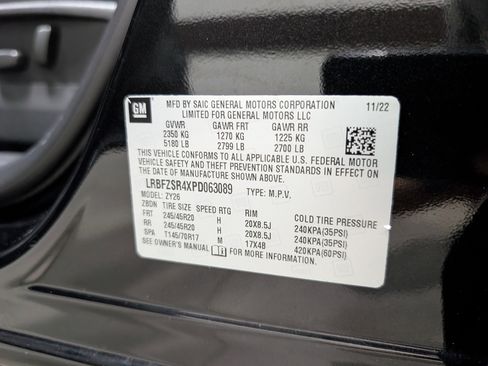 GM
MFD BY SAIC GENERAL MOTORS CORPORATION 11/22
LIMITED FOR GENERAL MOTORS LLC
GVWR GAWR FRT GAWR RR
2350 KG 1270 KG 1225 KG
5180 LB 2799 LB 2700 LB
THIS VEHICLE CONFORMS TO ALL APPLICABLE U.S. FEDERAL MOTOR
VEHICLE SAFETY, BUMPER, AND THEFT PREVENTION STANDARDS IN
EFFECT ON THE DATE OF MANUFACTURE SHOWN ABOVE.
LRBFZSR4XPD063089 TYPE: M.P.V.
MODEL: ZY26
ZBDN TIRE SIZE SPEED RTG RIM COLD TIRE PRESSURE
FRT 245/45R20 H 20X8.5J 240KPA(35PSI)
RR 245/45R20 H 20X8.5J 240KPA(35PSI)
SPA T145/70R17 M 17X4B 420KPA(60PSI)
SEE OWNER'S MANUAL FOR MORE INFORMATION.